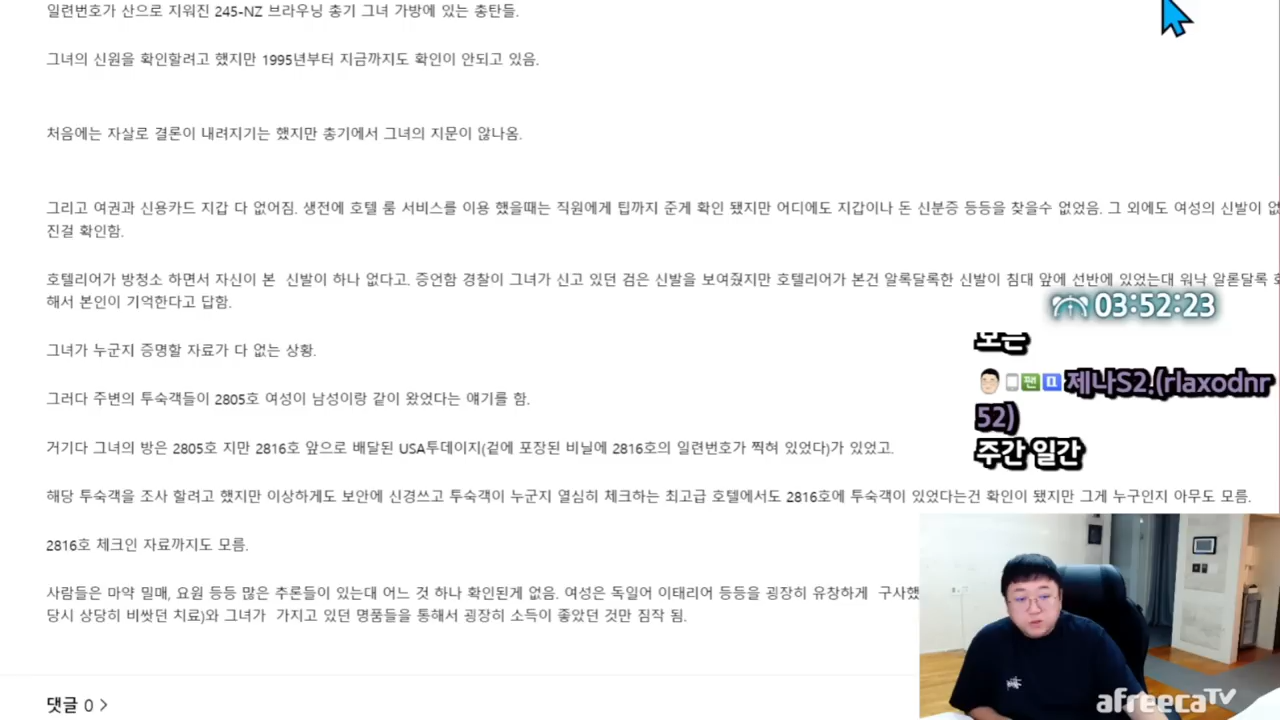 일련번호가 산으로 지워진 245-NZ 브라우닝 총기 그녀 가방에 있는 총탄들.
그녀의 신원을 확인할려고 했지만 1995년부터 지금까지도 확인이 안되고 있음.
처음에는 자살로 결론이 내려지기는 했지만 총기에서 그녀의 지문이 않나옴.
그리고 여권과 신용카드 지갑 다 없어짐. 생전에 호텔 룸 서비스를 이용 했을때는 직원에게 팁까지 준게 확인 됐지만 어디에도 지갑이나 돈 신분증 등등을 찾을수 없었음. 그 외에도 여성의 신발이 없
진걸 확인함.
호텔리어가 방청소 하면서 자신이 본 신발이 하나 없다고. 증언함 경찰이 그녀가 신고 있던 검은 신발을 보여줬지만 호텔리어가 본건 알록달록한 신발이 침대 앞에 선반에 있었는대 워낙 알롣달록
해서 본인이 기억한다고 답함.
03:52:23
그녀가 누군지 증명할 자료가 다 없는 상황.
모든
팬
제나S2.(rlaxodnr
52)
그러다 주변의 투숙객들이 2805호 여성이 남성이랑 같이 왔었다는 얘기를 함.
거기다 그녀의 방은 2805호 지만 2816호 앞으로 배달된 USA투데이지(겉에 포장된 비닐에 2816호의 일련번호가 찍혀 있었다)가 있었고.
주간 일간
해당 투숙객을 조사 할려고 했지만 이상하게도 보안에 신경쓰고 투숙객이 누군지 열심히 체크하는 최고급 호텔에서도 2816호에 투숙객이 있었다는건 확인이 됐지만 그게 누구인지 아무도 모름.
2816호 체크인 자료까지도 모름.
사람들은 마약 밀매, 요원 등등 많은 추론들이 있는대 어느 것 하나 확인된게 없음. 여성은 독일어 이태리어 등등을 굉장히 유창하게 구사했
당시 상당히 비쌋던 치료)와 그녀가 가지고 있던 명품들을 통해서 굉장히 소득이 좋았던 것만 짐작 됨.
댓글 0 >
afreecaTV